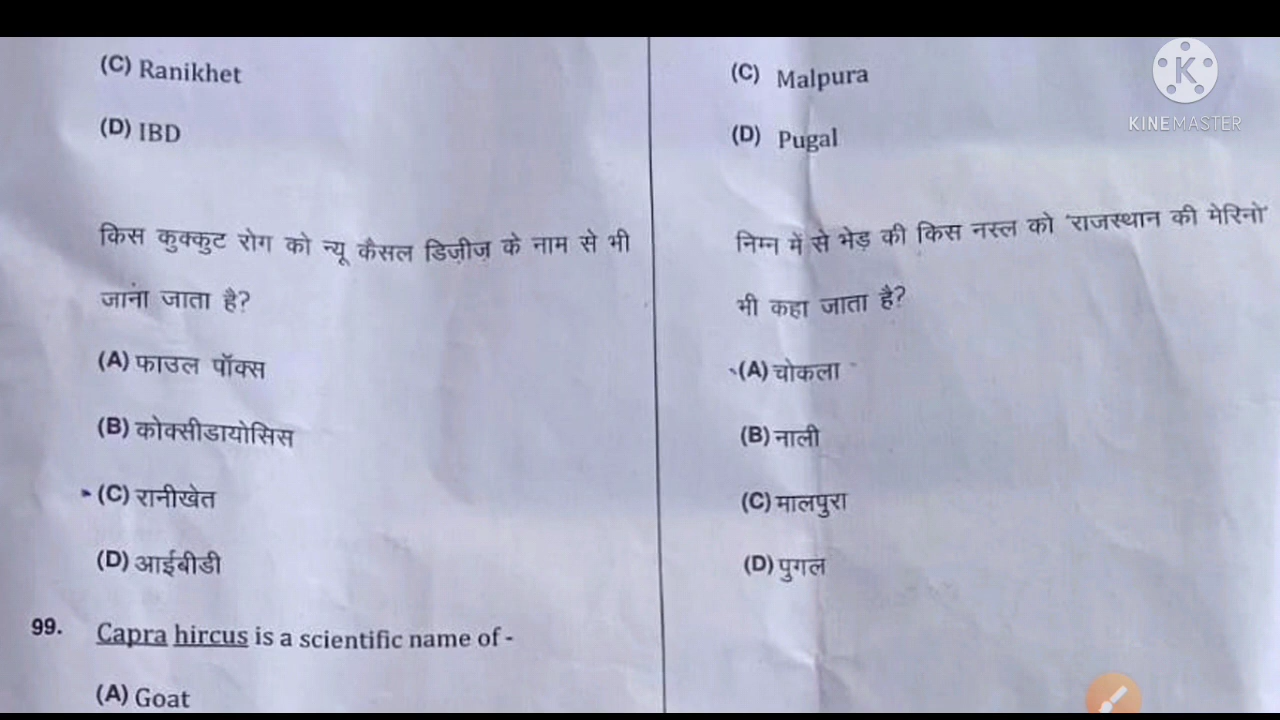 (C) Ranikhet
(D) IBD
किस कुक्कुट रोग को न्यू कैसल डिज़ीज़ के नाम से भी
जाना जाता है?
(A) फाउल पॉक्स
(B) कोक्सीडायोसिस
(C) रानीखेत
(D) आईबीडी
99. Capra hircus is a scientific name of -
(A) Goat
(C) Malpura
(D) Pugal
निम्न में से भेड़ की किस नस्ल को 'राजस्थान की मेरिनो'
भी कहा जाता है?
(A) चोकला
(B) नाली
(C) मालपुरा
(D) पुगल
K
KINEMASTER